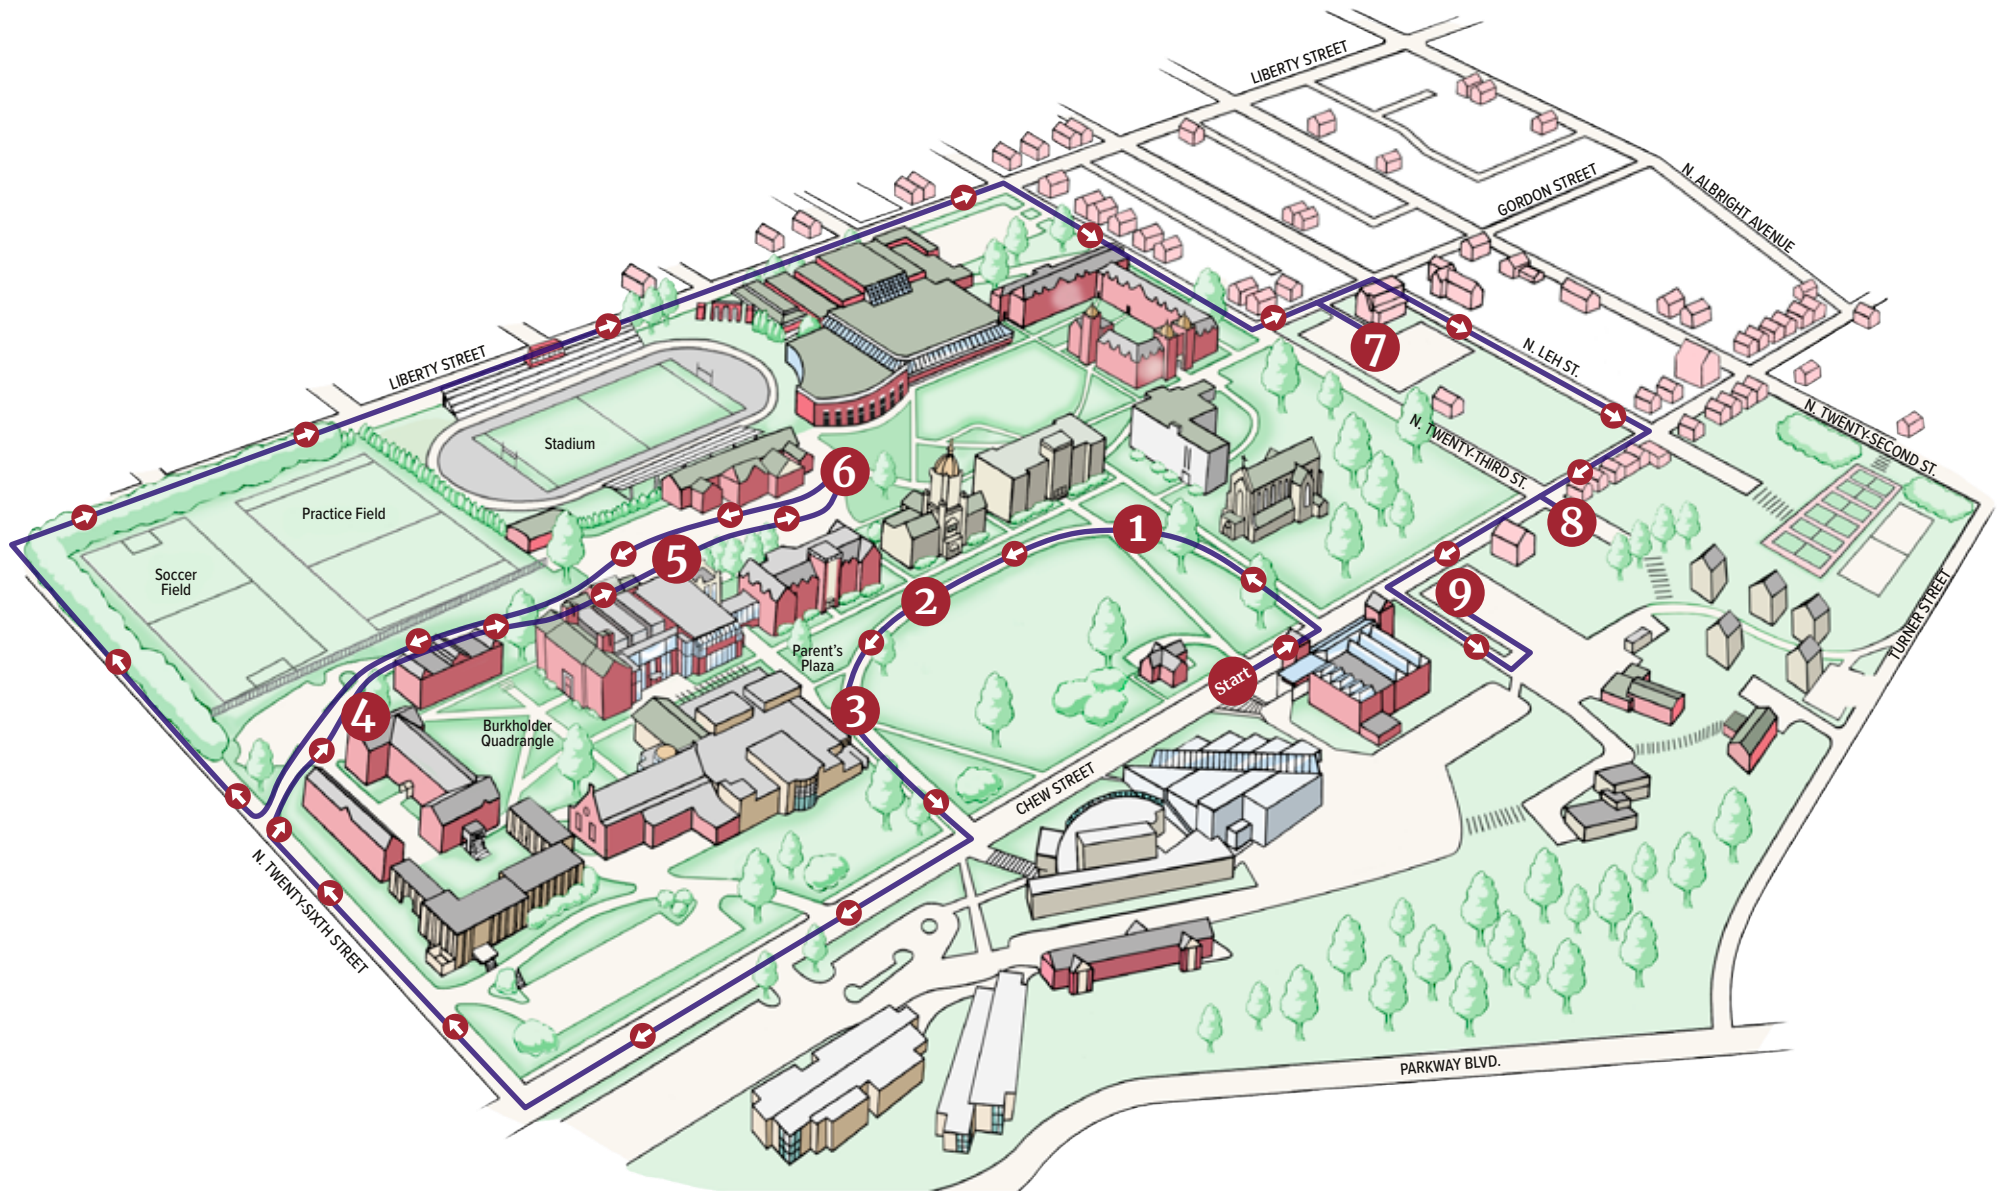 LIBERTY STREET
N. ALBRIGHT AVENUE
GORDON STREET
LIBERTY STREET
Stadium
Practice Field
Soccer
Field
N. LEH ST.
N. TWENTY-THIRD ST.
N. TWENTY-SECOND ST.
TURNER STREET
Parent's
Plaza
Burkholder
Quadrangle
CHEW STREET
N. TWENTY-SIXTH STREET
PARKWAY BLVD.
Start
1
2
3
4
5
6
7
8
9